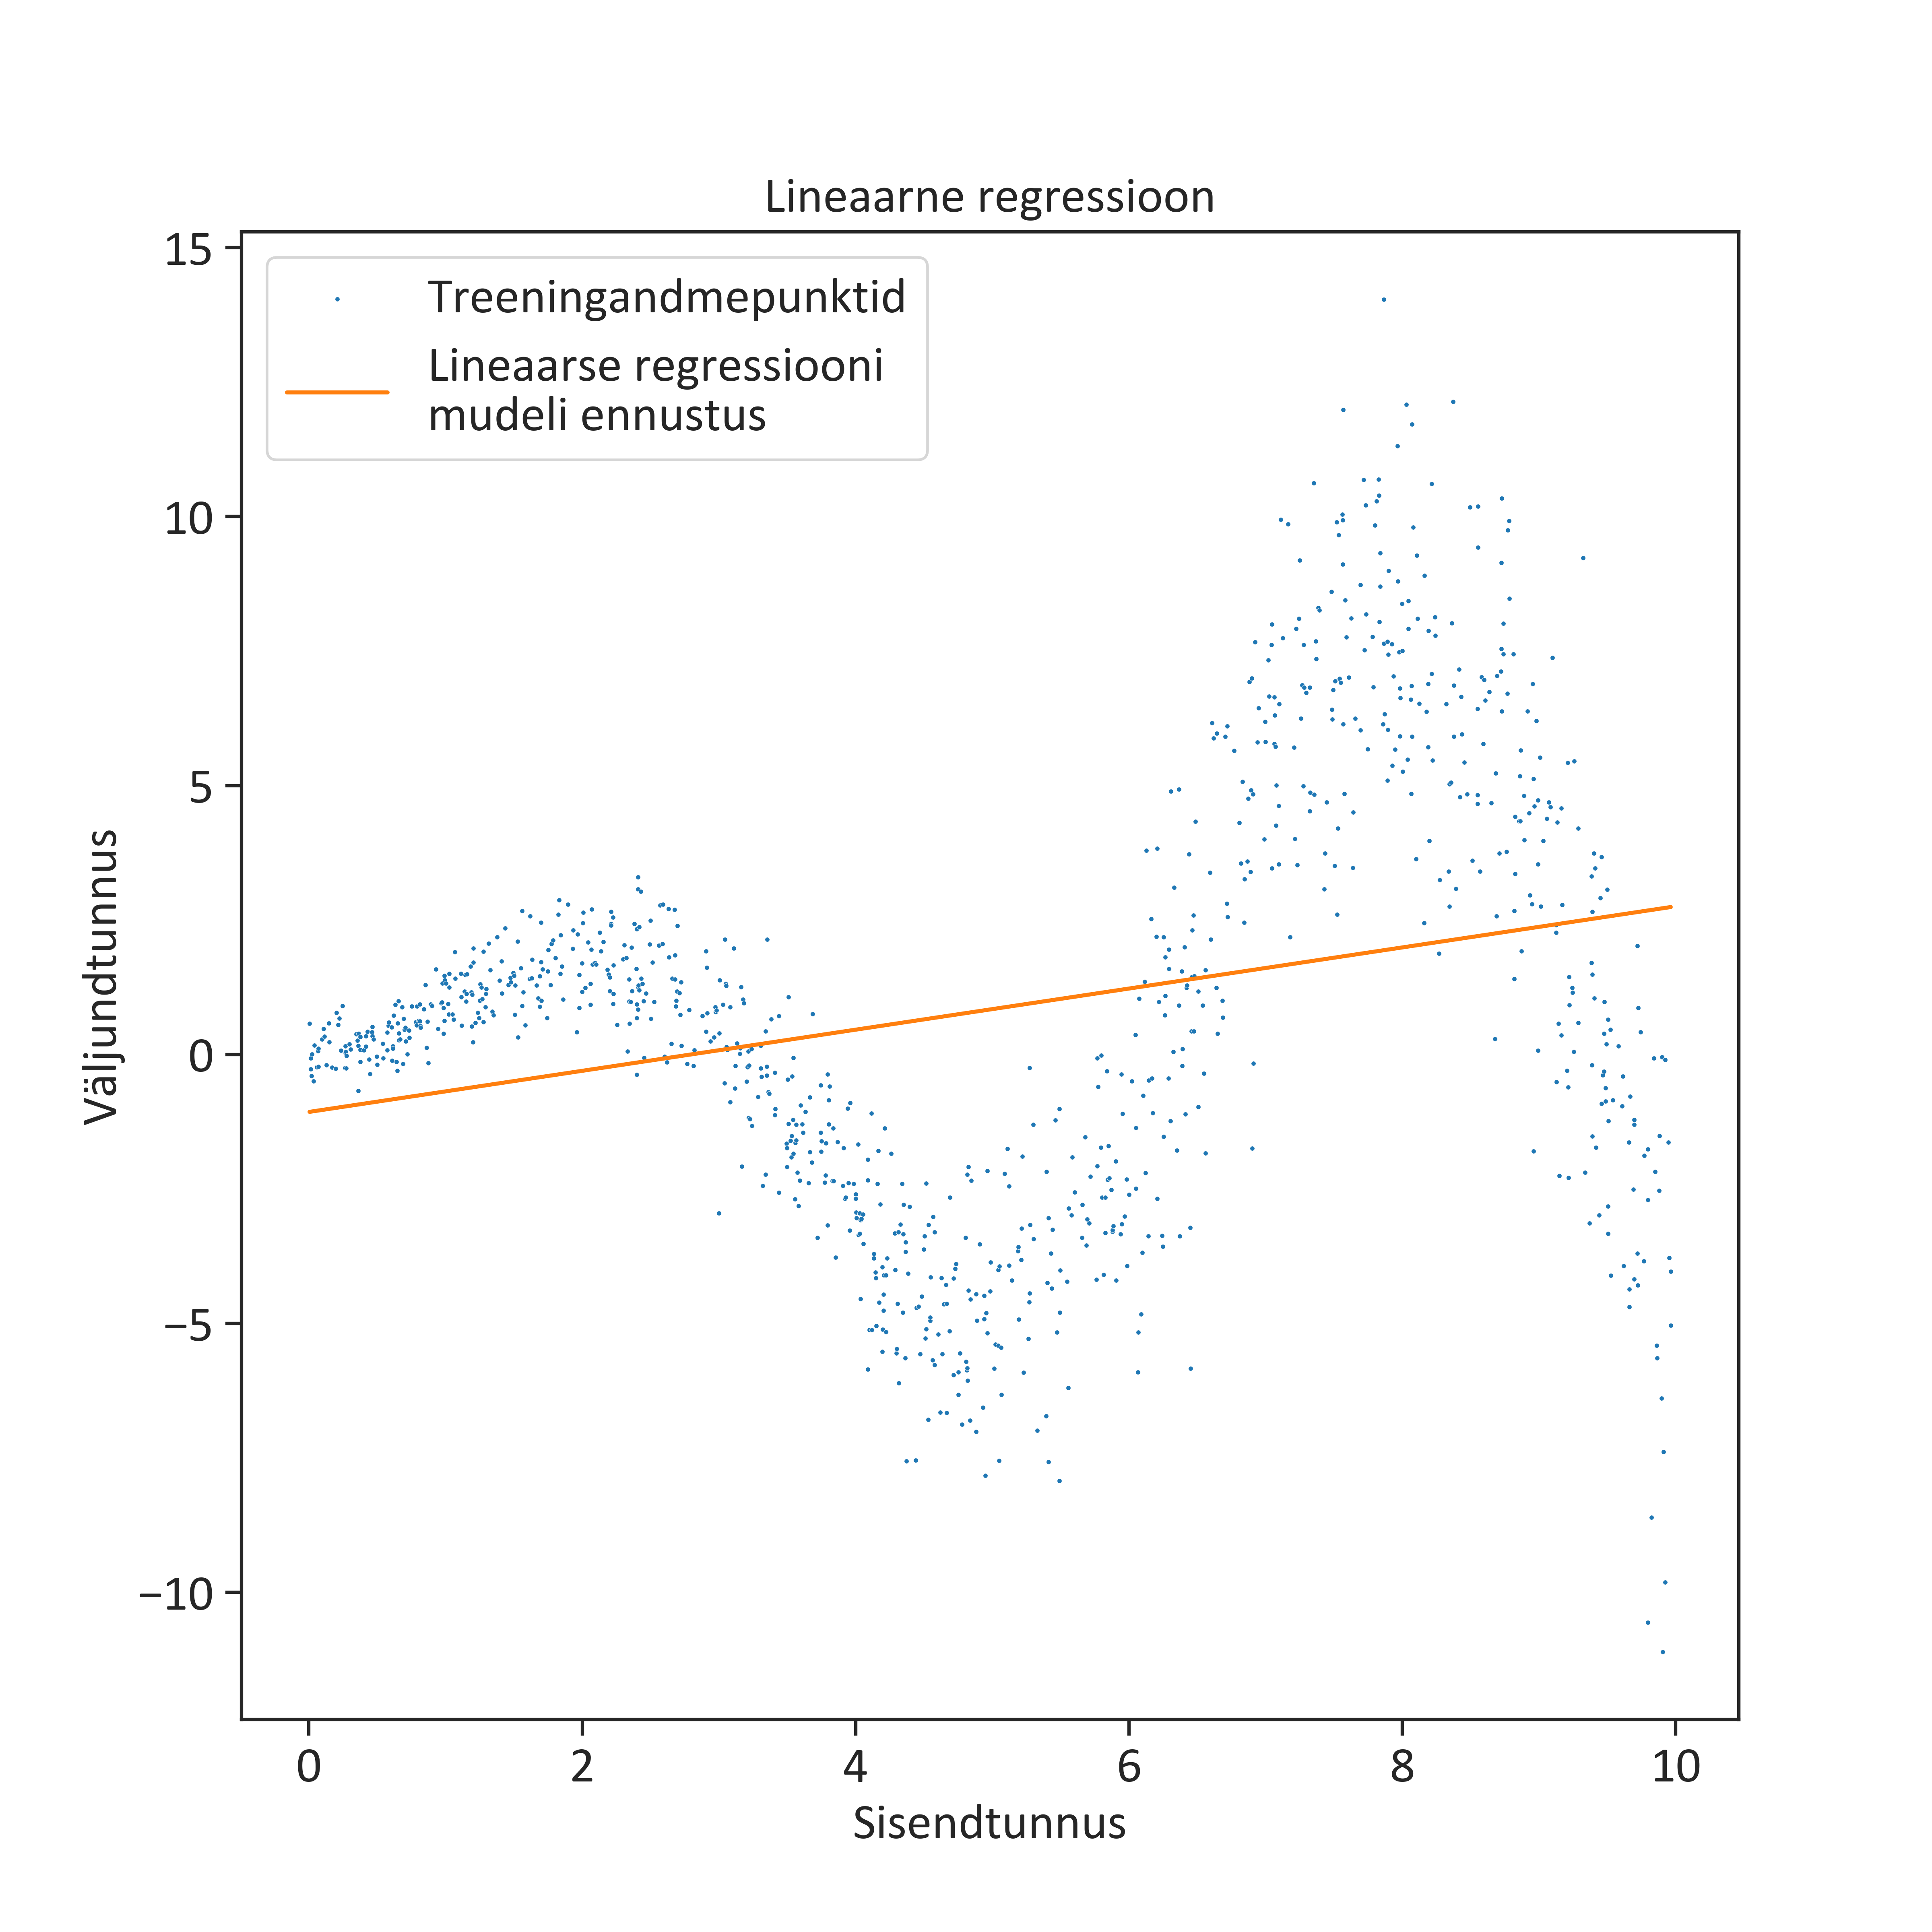 Lineaarne regressioon
Treeningandmepunktid
Lineaarse regressiooni
mudeli ennustus
15
10
5
0
−5
−10
Väljundtunnus
0 2 4 6 8 10
Sisendtunnus